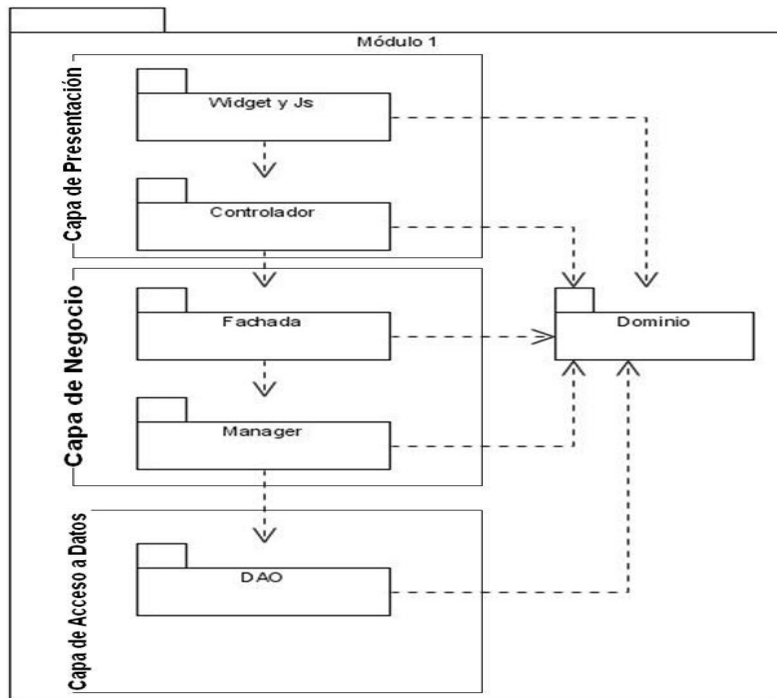 Módulo 1
Capa de Presentación
Widget y Js
Controlador
Capa de Negocio
Fachada
Dominio
Manager
Capa de Acceso a Datos
DAO